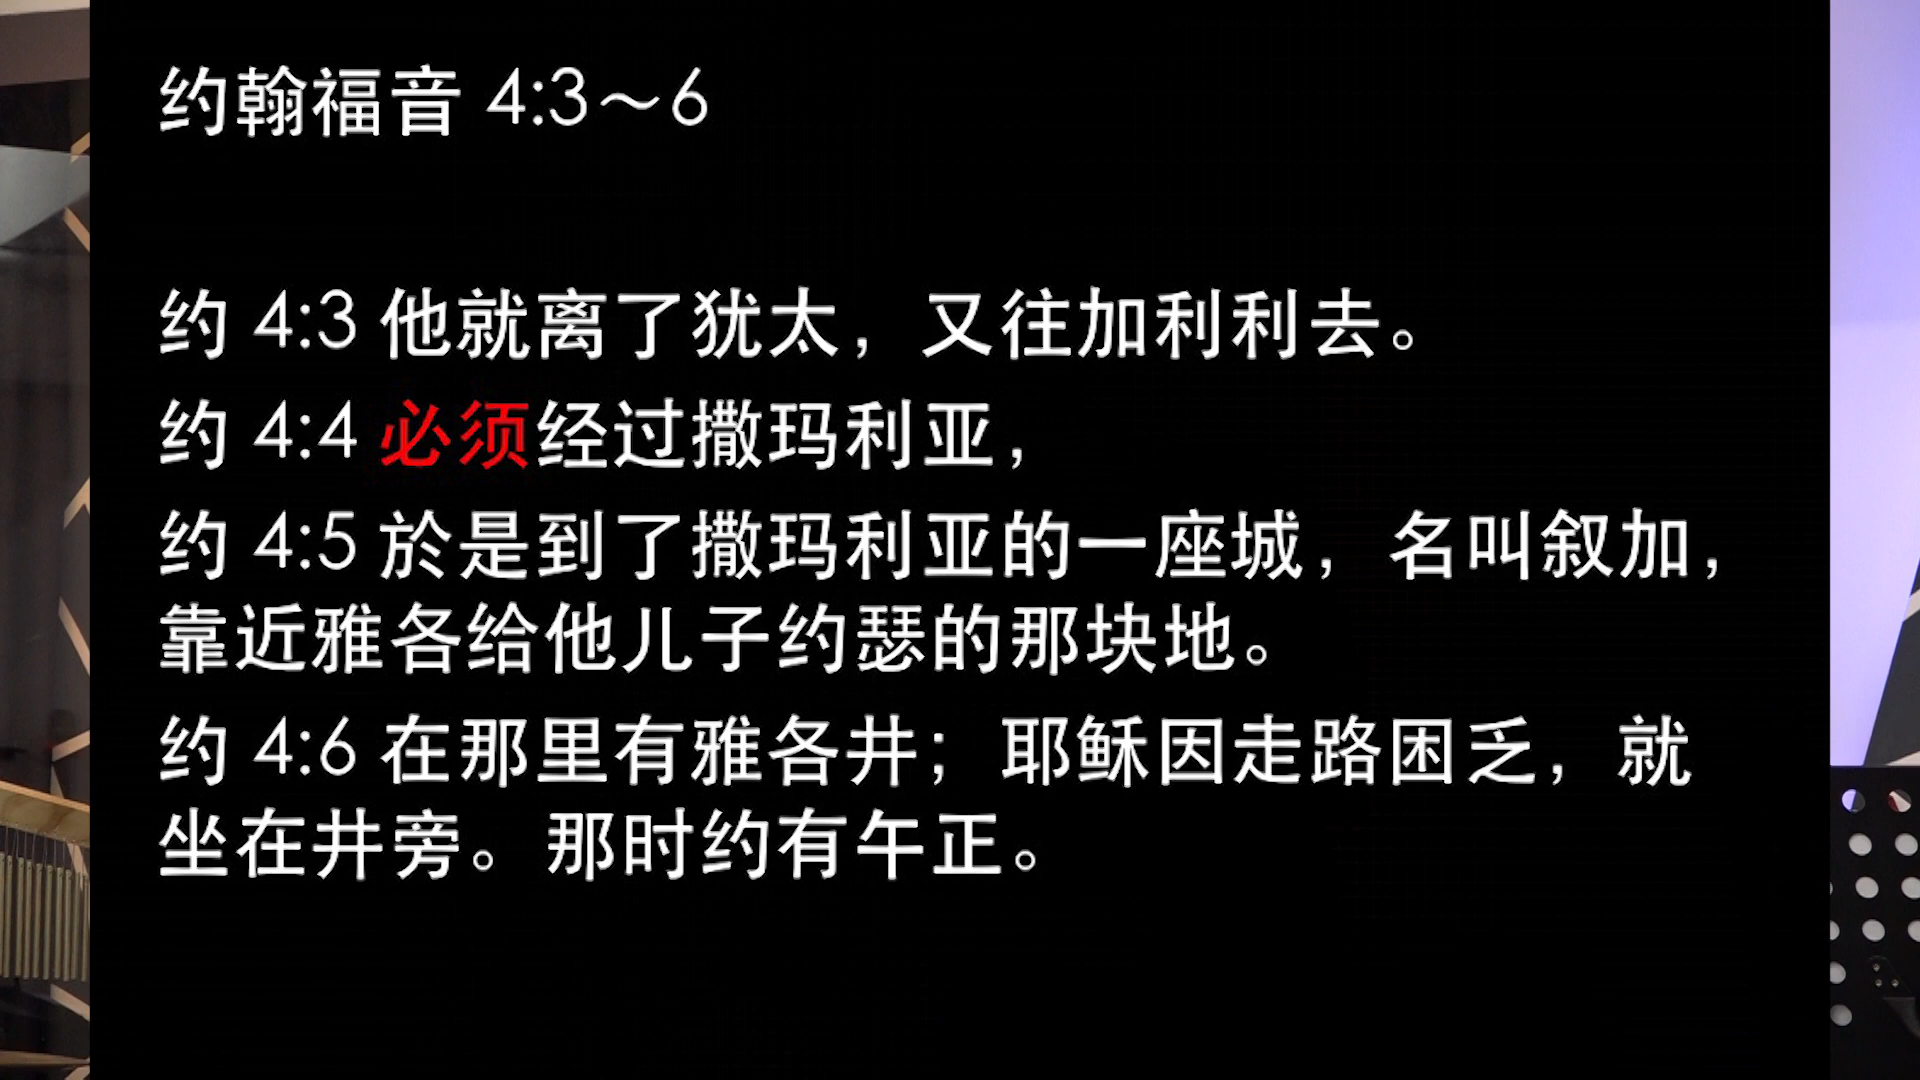 约翰福音 4:3～6
约 4:3 他就离了犹太，又往加利利去。
约 4:4 必须经过撒玛利亚，
约 4:5 於是到了撒玛利亚的一座城，名叫叙加，
靠近雅各给他儿子约瑟的那块地。
约 4:6 在那里有雅各井；耶稣因走路困乏，就
坐在井旁。那时约有午正。